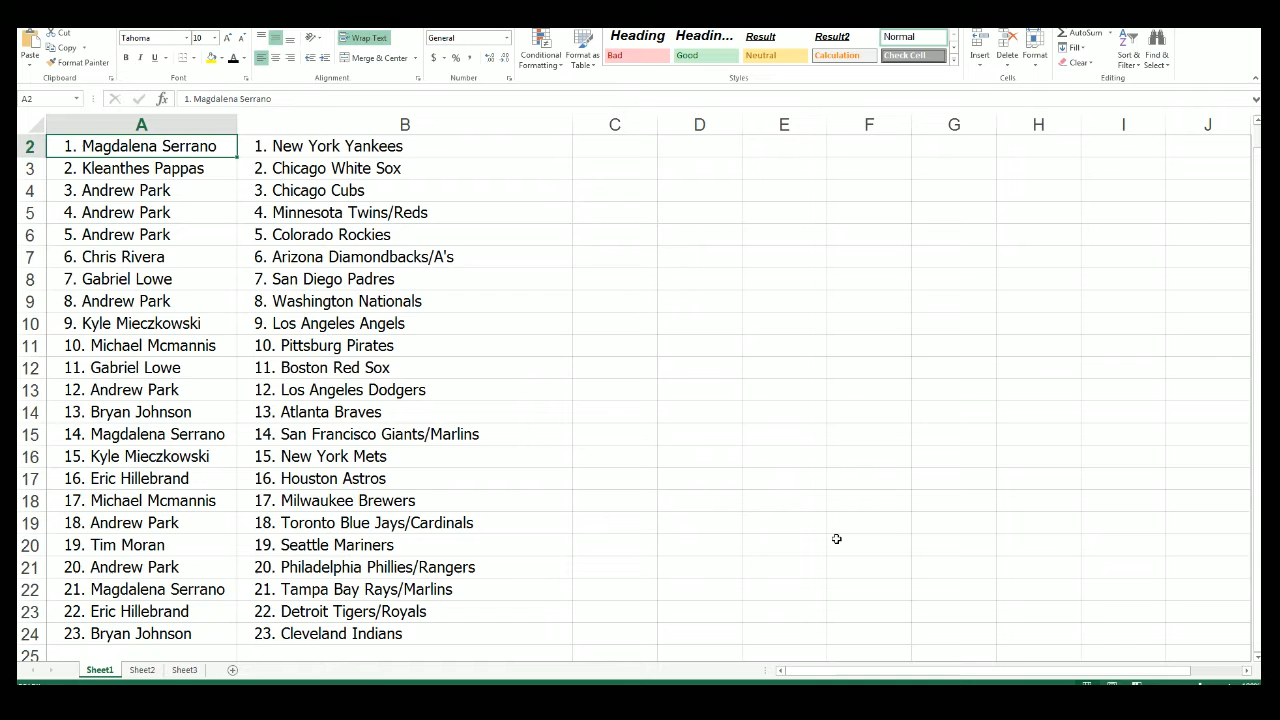 Cut
Copy
Format Painter
Paste
Clipboard
Tahoma 10
B I U
Font
Wrap Text
Merge & Center
Alignment
General
$ % ,
Number
Conditional Formatting
Format as Table
Heading Headin... Result Result2 Normal
Bad Good Neutral Calculation Check Cell
Styles
Insert Delete Format
Cells
AutoSum
Fill
Clear
Sort & Filter
Find & Select
Editing
A2 fx 1. Magdalena Serrano
A B C D E F G H I J
2 1. Magdalena Serrano 1. New York Yankees
3 2. Kleanthes Pappas 2. Chicago White Sox
4 3. Andrew Park 3. Chicago Cubs
5 4. Andrew Park 4. Minnesota Twins/Reds
6 5. Andrew Park 5. Colorado Rockies
7 6. Chris Rivera 6. Arizona Diamondbacks/A's
8 7. Gabriel Lowe 7. San Diego Padres
9 8. Andrew Park 8. Washington Nationals
10 9. Kyle Mieczkowski 9. Los Angeles Angels
11 10. Michael Mcmannis 10. Pittsburg Pirates
12 11. Gabriel Lowe 11. Boston Red Sox
13 12. Andrew Park 12. Los Angeles Dodgers
14 13. Bryan Johnson 13. Atlanta Braves
15 14. Magdalena Serrano 14. San Francisco Giants/Marlins
16 15. Kyle Mieczkowski 15. New York Mets
17 16. Eric Hillebrand 16. Houston Astros
18 17. Michael Mcmannis 17. Milwaukee Brewers
19 18. Andrew Park 18. Toronto Blue Jays/Cardinals
20 19. Tim Moran 19. Seattle Mariners
21 20. Andrew Park 20. Philadelphia Phillies/Rangers
22 21. Magdalena Serrano 21. Tampa Bay Rays/Marlins
23 22. Eric Hillebrand 22. Detroit Tigers/Royals
24 23. Bryan Johnson 23. Cleveland Indians
25
Sheet1 Sheet2 Sheet3